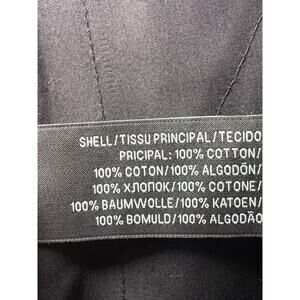 SHELL/TISSU PRINCIPAL/TECIDO
PRICIPAL: 100% COTTON/
100% COTON/100% ALGODÓN/
100% ХЛОПОК/100% COTONE/
100% BAUMWOLLE/100% KATOEN/
100% BOMULD/100% ALGODÃO